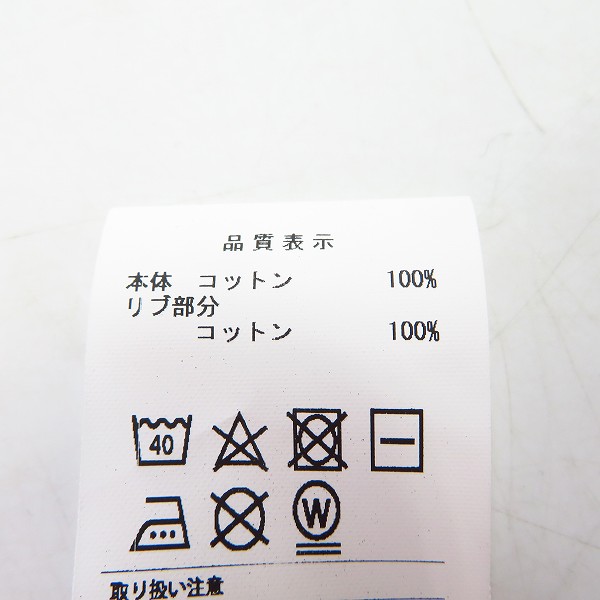 品質表示
本体 コットン 100%
リブ部分
コットン 100%
40
W
取り扱い注意